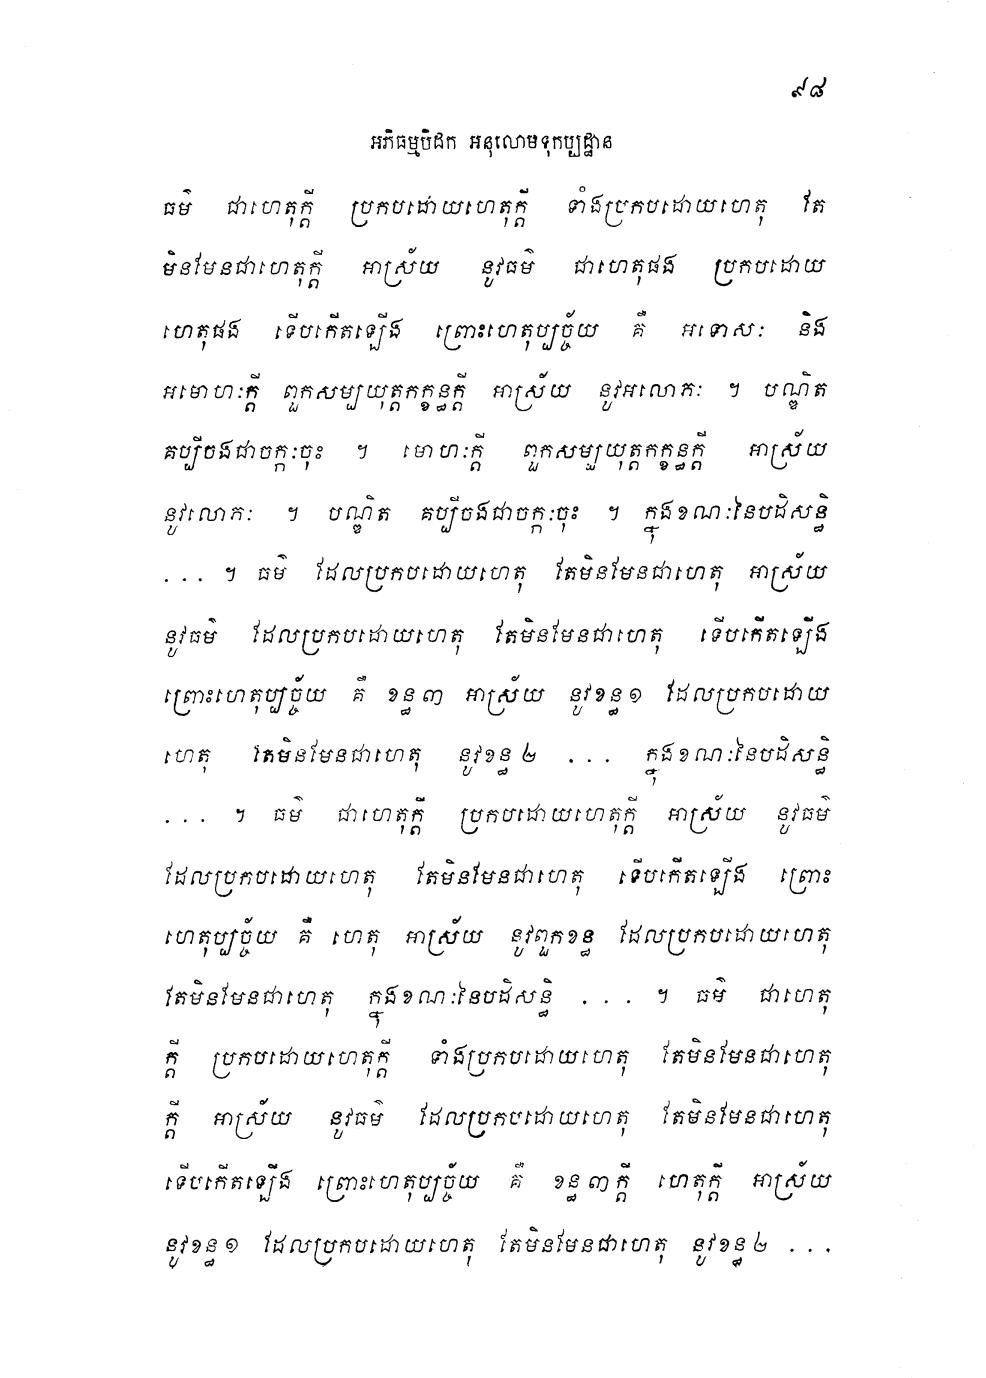 ៩៨
អភិធម្មបិដក អនុលោមទុកប្បដ្ឋាន
ធម៌ ជាហេតុក្តី ប្រកបដោយហេតុក្តី ទាំងប្រកបដោយហេតុ តែ
មិនមែនជាហេតុក្តី អាស្រ័យ នូវធម៌ ជាហេតុផង ប្រកបដោយ
ហេតុផង ទើបកើតឡើង ព្រោះហេតុប្បច្ច័យ គឺ អទោសៈ និង
អមោហៈក្តី ពួកសម្បយុត្តកក្ខន្ធក្តី អាស្រ័យ នូវអលោភៈ ។ បណ្ឌិត
គប្បីចងជាចក្កៈចុះ ។ មោហៈក្តី ពួកសម្បយុត្តកក្ខន្ធក្តី អាស្រ័យ
នូវលោភៈ ។ បណ្ឌិត គប្បីចងជាចក្កៈចុះ ។ ក្នុងខណៈនៃបដិសន្ធិ
... ។ ធម៌ ដែលប្រកបដោយហេតុ តែមិនមែនជាហេតុ អាស្រ័យ
នូវធម៌ ដែលប្រកបដោយហេតុ តែមិនមែនជាហេតុ ទើបកើតឡើង
ព្រោះហេតុប្បច្ច័យ គឺ ខន្ធ៣ អាស្រ័យ នូវខន្ធ១ ដែលប្រកបដោយ
ហេតុ តែមិនមែនជាហេតុ នូវខន្ធ២ ... ក្នុងខណៈនៃបដិសន្ធិ
... ។ ធម៌ ជាហេតុក្តី ប្រកបដោយហេតុក្តី អាស្រ័យ នូវធម៌
ដែលប្រកបដោយហេតុ តែមិនមែនជាហេតុ ទើបកើតឡើង ព្រោះ
ហេតុប្បច្ច័យ គឺ ហេតុ អាស្រ័យ នូវពួកខន្ធ ដែលប្រកបដោយហេតុ
តែមិនមែនជាហេតុ ក្នុងខណៈនៃបដិសន្ធិ ... ។ ធម៌ ជាហេតុ
ក្តី ប្រកបដោយហេតុក្តី ទាំងប្រកបដោយហេតុ តែមិនមែនជាហេតុ
ក្តី អាស្រ័យ នូវធម៌ ដែលប្រកបដោយហេតុ តែមិនមែនជាហេតុ
ទើបកើតឡើង ព្រោះហេតុប្បច្ច័យ គឺ ខន្ធ៣ក្តី ហេតុក្តី អាស្រ័យ
នូវខន្ធ១ ដែលប្រកបដោយហេតុ តែមិនមែនជាហេតុ នូវខន្ធ២ ...